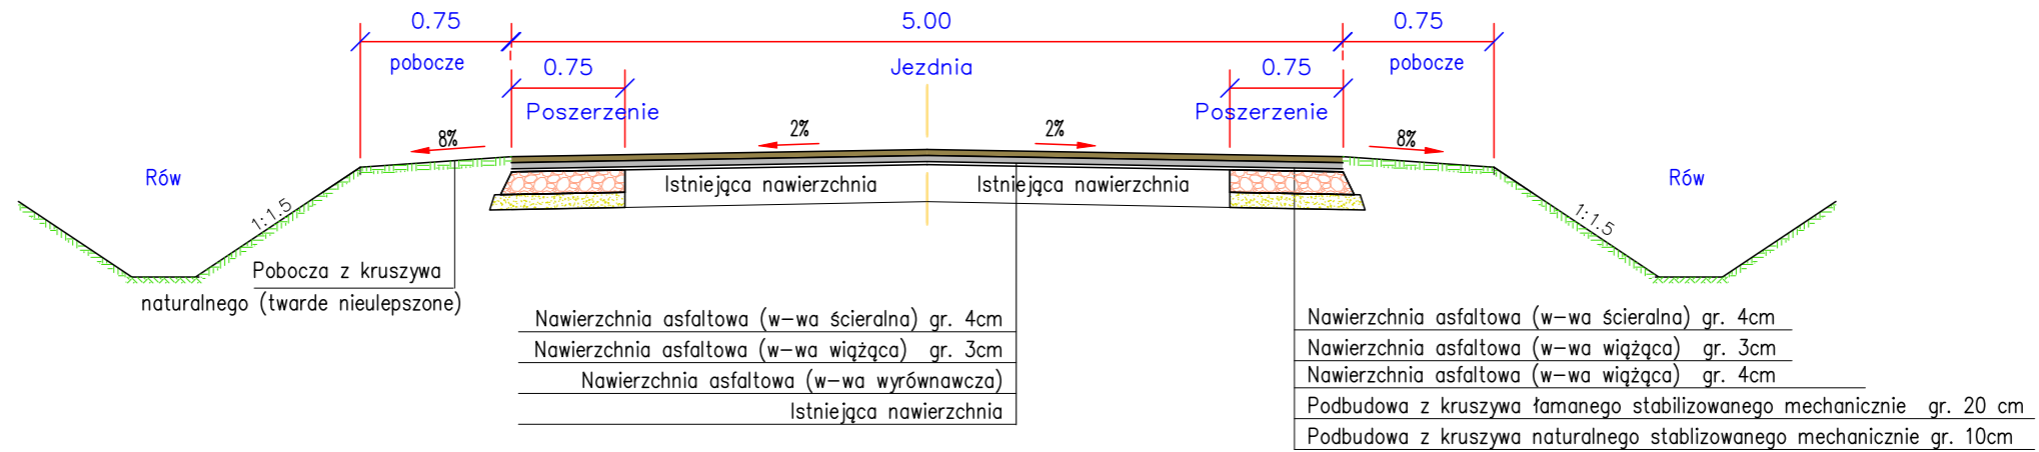 0.75 5.00 0.75
pobocze 0.75 Jezdnia 0.75 pobocze
Poszerzenie Poszerzenie
8% 2% 2% 8%
Rów Istniejąca nawierzchnia Istniejąca nawierzchnia Rów
1:1.5 1:1.5
Pobocza z kruszywa
naturalnego (twarde nieulepszone)
Nawierzchnia asfaltowa (w-wa ścieralna) gr. 4cm
Nawierzchnia asfaltowa (w-wa wiążąca) gr. 3cm
Nawierzchnia asfaltowa (w-wa wyrównawcza)
Istniejąca nawierzchnia
Nawierzchnia asfaltowa (w-wa ścieralna) gr. 4cm
Nawierzchnia asfaltowa (w-wa wiążąca) gr. 3cm
Nawierzchnia asfaltowa (w-wa wiążąca) gr. 4cm
Podbudowa z kruszywa łamanego stabilizowanego mechanicznie gr. 20 cm
Podbudowa z kruszywa naturalnego stablizowanego mechanicznie gr. 10cm